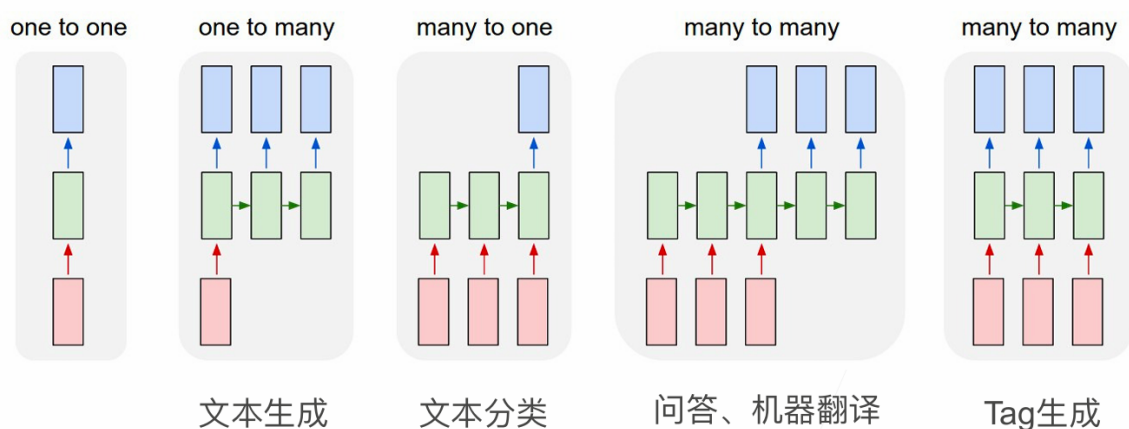 one to one
one to many
many to one
many to many
many to many
文本生成
文本分类
问答、机器翻译
Tag生成